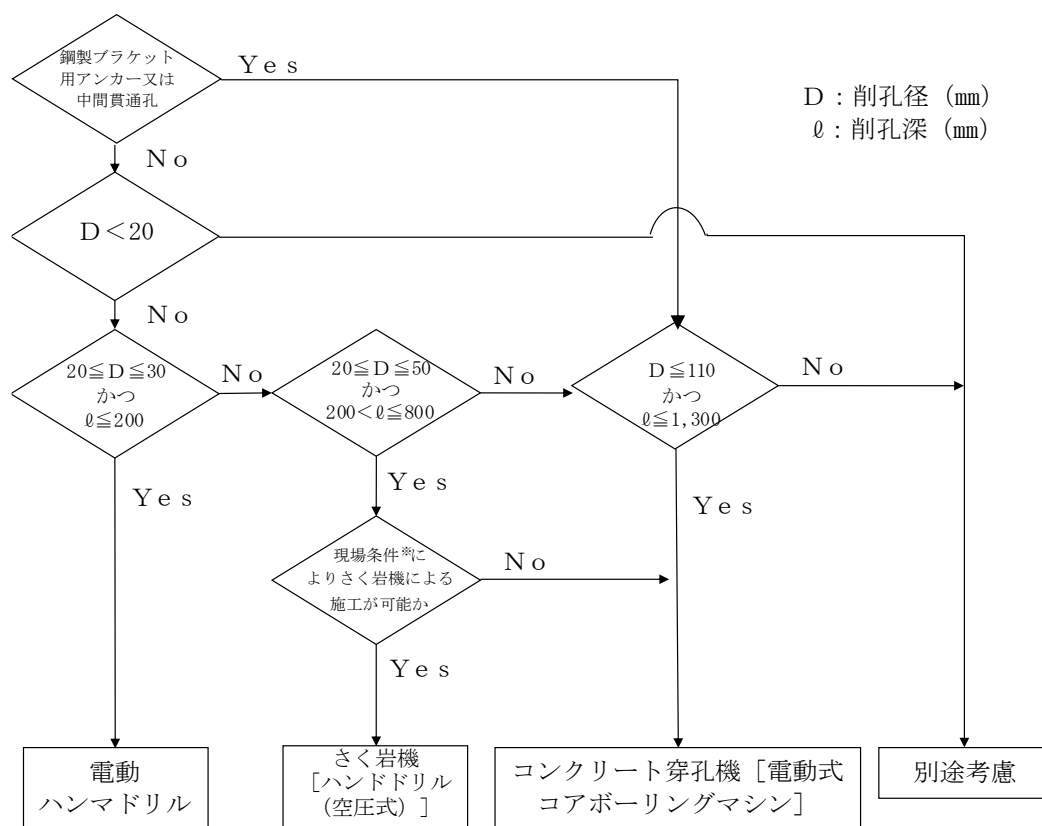 鋼製ブラケット
用アンカー又は
中間貫通孔
Ｙｅｓ
Ｄ：削孔径（㎜）
ℓ：削孔深（㎜）
Ｎｏ
Ｄ＜20
Ｎｏ
20≦Ｄ≦30
かつ
ℓ≦200
Ｎｏ
20≦Ｄ≦50
かつ
200<ℓ≦800
Ｎｏ
Ｄ≦110
かつ
ℓ≦1,300
Ｎｏ
Ｙｅｓ
Ｙｅｓ
Ｙｅｓ
現場条件※に
よりさく岩機による
施工が可能か
Ｎｏ
Ｙｅｓ
電動
ハンマドリル
さく岩機
［ハンドドリル
（空圧式）］
コンクリート穿孔機［電動式
コアボーリングマシン］
別途考慮